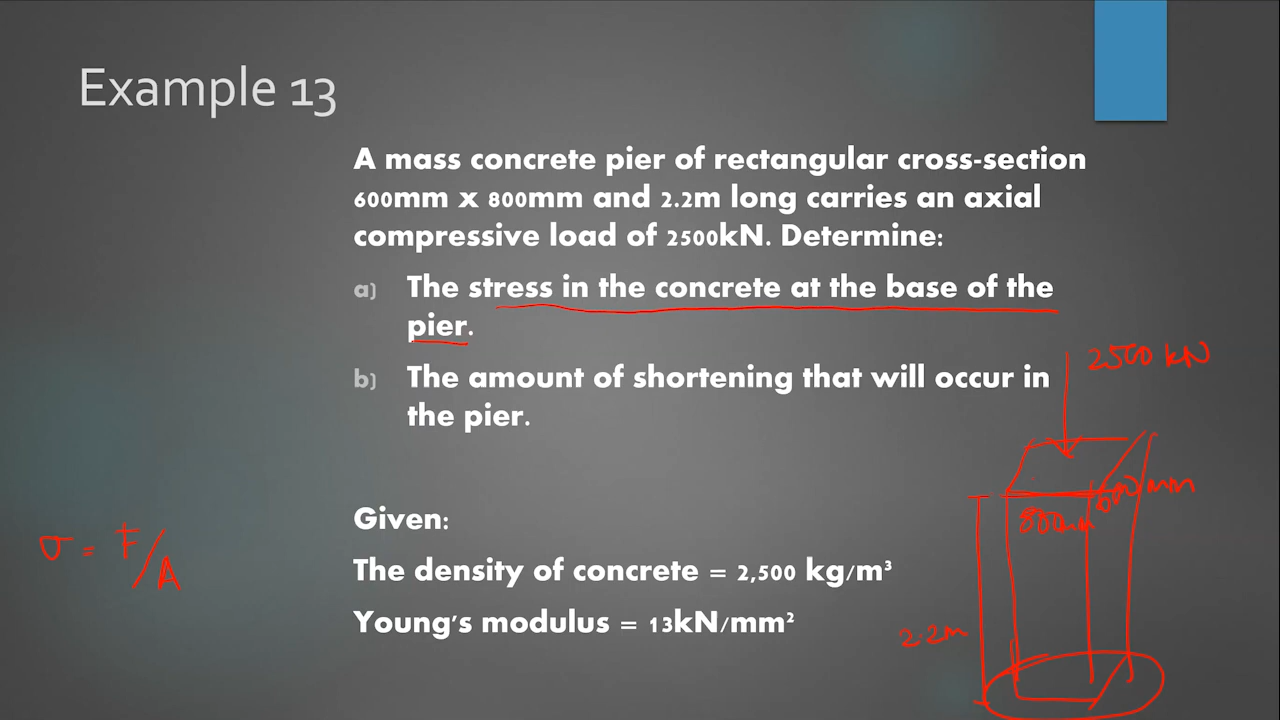 Example 13
A mass concrete pier of rectangular cross-section
600mm x 800mm and 2.2m long carries an axial
compressive load of 2500kN. Determine:
a) The stress in the concrete at the base of the
pier.
b) The amount of shortening that will occur in
the pier.
2500 kN
600 mm
800mm
Given:
σ = F/A
The density of concrete = 2,500 kg/m³
Young's modulus = 13kN/mm²
2.2m